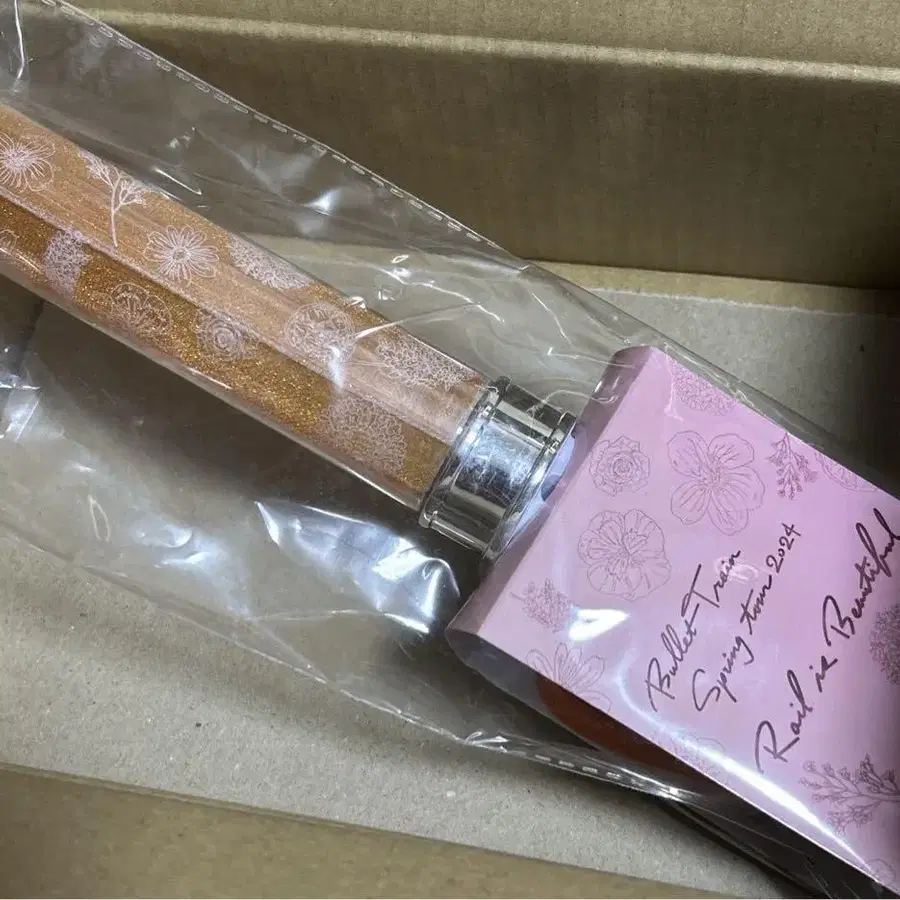 Bullet Train
Spring tour 2024
Rail is Beautiful